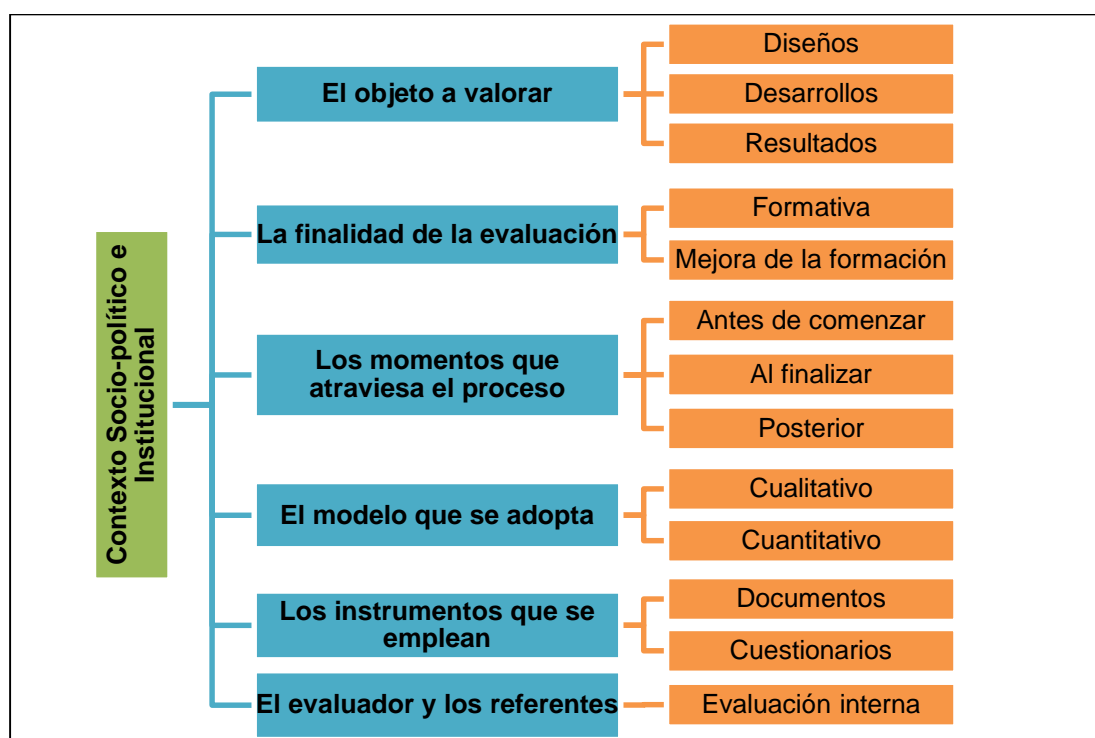 Contexto Socio-político e
Institucional
El objeto a valorar
Diseños
Desarrollos
Resultados
La finalidad de la evaluación
Formativa
Mejora de la formación
Los momentos que
atraviesa el proceso
Antes de comenzar
Al finalizar
Posterior
El modelo que se adopta
Cualitativo
Cuantitativo
Los instrumentos que se
emplean
Documentos
Cuestionarios
El evaluador y los referentes
Evaluación interna